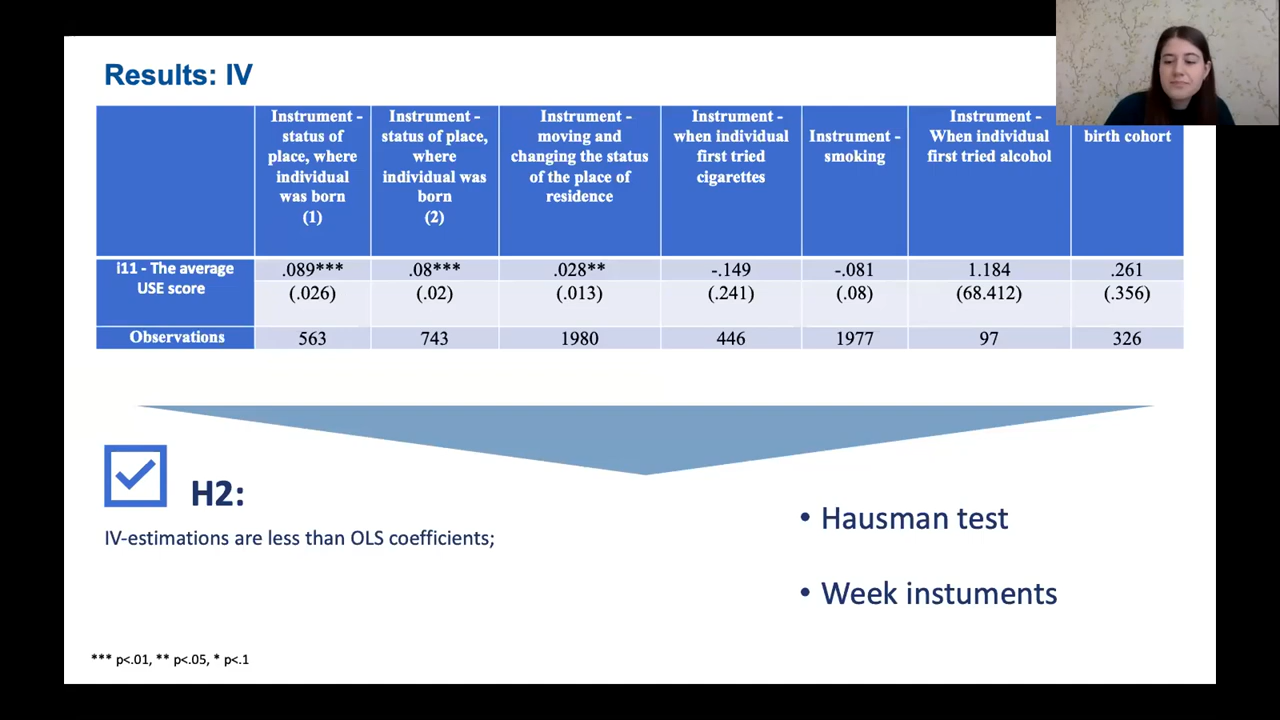 Results: IV
Instrument -
status of
place, where
individual
was born
(1)
Instrument -
status of place,
where
individual was
born
(2)
Instrument -
moving and
changing the status
of the place of
residence
Instrument -
when individual
first tried
cigarettes
Instrument -
smoking
Instrument -
When individual
first tried alcohol
birth cohort
i11 - The average
USE score
.089*** .08*** .028** -.149 -.081 1.184 .261
(.026) (.02) (.013) (.241) (.08) (68.412) (.356)
Observations 563 743 1980 446 1977 97 326
H2:
IV-estimations are less than OLS coefficients;
• Hausman test
• Week instuments
*** p<.01, ** p<.05, * p<.1